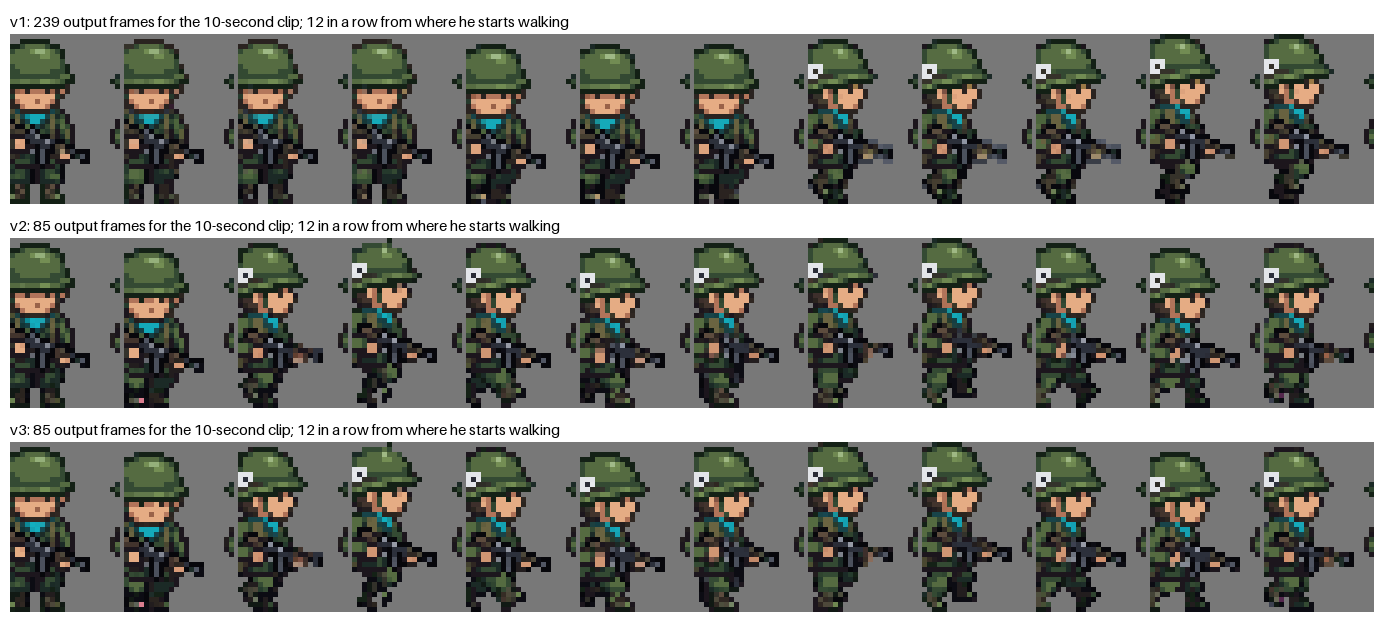 v1: 239 output frames for the 10-second clip; 12 in a row from where he starts walking
v2: 85 output frames for the 10-second clip; 12 in a row from where he starts walking
v3: 85 output frames for the 10-second clip; 12 in a row from where he starts walking